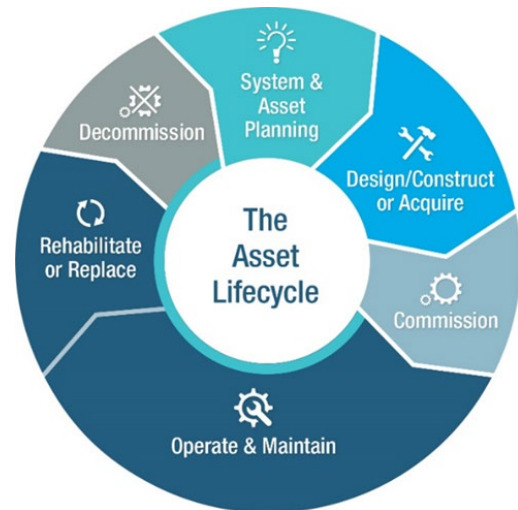 System &
Asset
Planning
Design/Construct
or Acquire
Commission
Operate & Maintain
Rehabilitate
or Replace
Decommission
The
Asset
Lifecycle